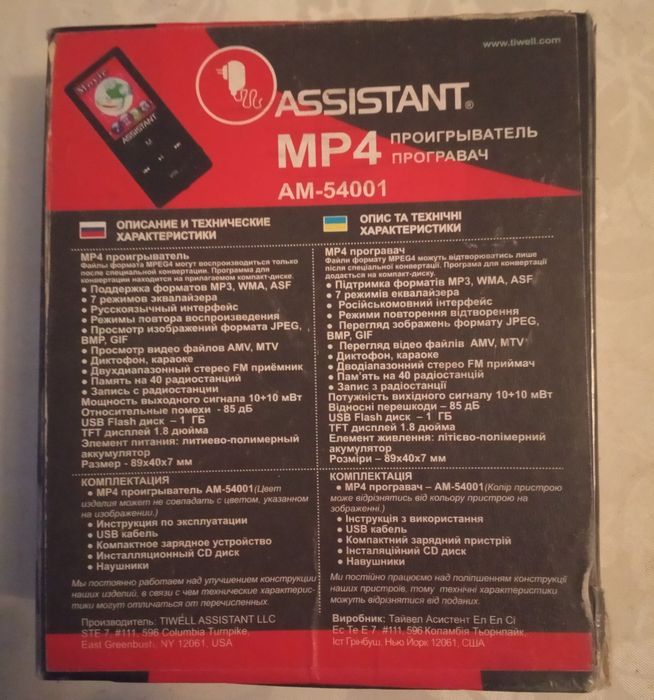 www.tiwell.com
Movie
ASSISTANT
M
VOL
ASSISTANT®
MP4 ПРОИГРЫВАТЕЛЬ
ПРОГРАВАЧ
AM-54001
ОПИСАНИЕ И ТЕХНИЧЕСКИЕ
ХАРАКТЕРИСТИКИ
MP4 проигрыватель
Файлы формата MPEG4 могут воспроизводиться только
после специальной конвертации. Программа для
конвертации находится на прилагаемом компакт-диске.
● Поддержка форматов MP3, WMA, ASF
● 7 режимов эквалайзера
● Русскоязычный интерфейс
● Режимы повтора воспроизведения
● Просмотр изображений формата JPEG,
BMP, GIF
● Просмотр видео файлов AMV, MTV
● Диктофон, караоке
● Двухдиапазонный стерео FM приёмник
● Память на 40 радиостанций
● Запись с радиостанции
Мощность выходного сигнала 10+10 мВт
Относительные помехи - 85 дБ
USB Flash диск – 1 ГБ
TFT дисплей 1.8 дюйма
Элемент питания: литиево-полимерный
аккумулятор
Размер - 89x40x7 мм
КОМПЛЕКТАЦИЯ
● MP4 проигрыватель AM-54001(Цвет
изделия может не совпадать с цветом, указанном
на изображении.)
● Инструкция по эксплуатации
● USB кабель
● Компактное зарядное устройство
● Инсталляционный CD диск
● Наушники
Мы постоянно работаем над улучшением конструкции
наших изделий, в связи с чем технические характерис-
тики могут отличаться от перечисленных.
Производитель: TIWELL ASSISTANT LLC
STE 7. #111, 596 Columbia Turnpike,
East Greenbush, NY 12061, USA
ОПИС ТА ТЕХНІЧНІ
ХАРАКТЕРИСТИКИ
MP4 програвач
Файли формату MPEG4 можуть відтворюватись лише
після спеціальної конвертації. Програма для конвертації
додається на компакт-диску.
● Підтримка форматів MP3, WMA, ASF
● 7 режимів еквалайзера
● Російськомовний інтерфейс
● Режими повторення відтворення
● Перегляд зображень формату JPEG,
BMP, GIF
● Перегляд відео файлів AMV, MTV
● Диктофон, караоке
● Дводіапазонний стерео FM приймач
● Пам'ять на 40 радіостанцій
● Запис з радіостанції
Потужність вихідного сигналу 10+10 мВт
Відносні перешкоди – 85 дБ
USB Flash диск – 1 ГБ
TFT дисплей 1.8 дюйма
Елемент живлення: літієво-полімерний
акумулятор
Розміри – 89x40x7 мм
КОМПЛЕКТАЦІЯ
● MP4 програвач – AM-54001(Колір пристрою
може відрізнятись від кольору пристрою на
зображенні.)
● Інструкція з використання
● USB кабель
● Компактний зарядний пристрій
● Інсталяційний CD диск
● Навушники
Ми постійно працюємо над поліпшенням конструкції
наших пристроїв, тому технічні характеристики
можуть відрізнятися від поданих.
Виробник: Тайвел Асистент Ел Ел Сі
Ес Те Е 7. #111, 596 Коламбія Тьорнпайк,
Іст Грінбуш, Нью Йорк 12061, США